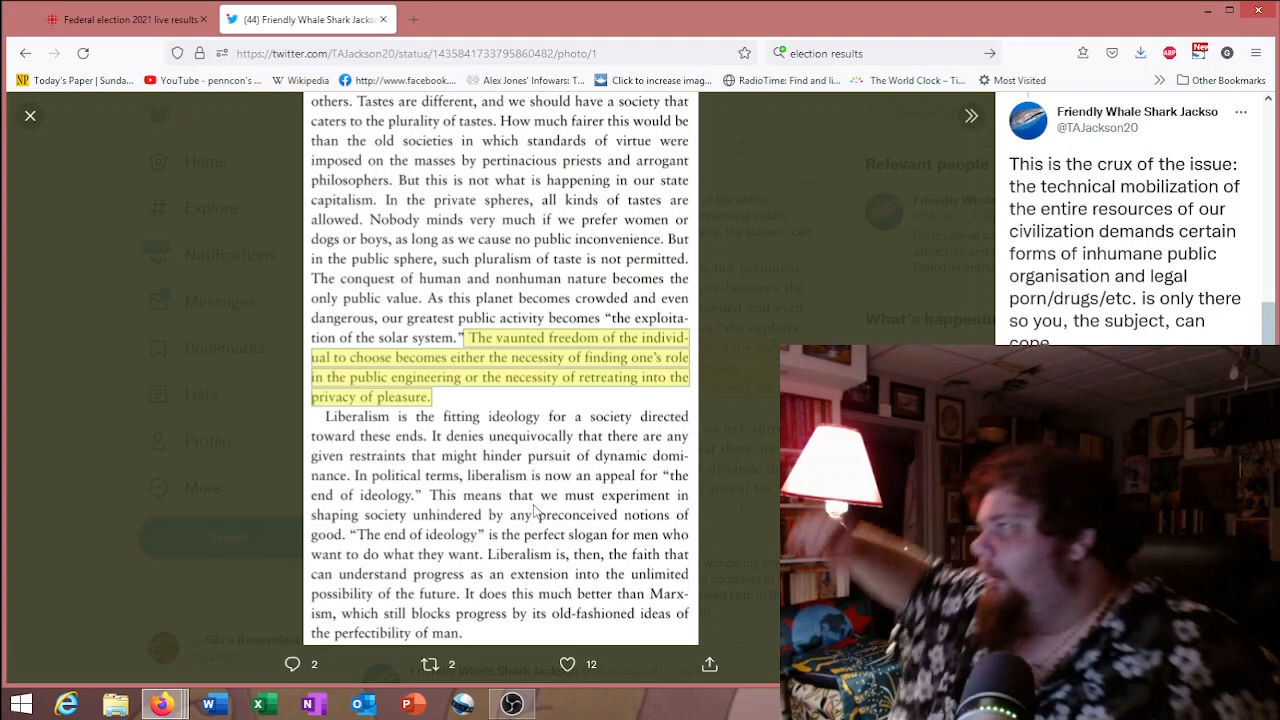 Federal election 2021 live results
(44) Friendly Whale Shark Jackso
https://twitter.com/TAJackson20/status/1435841733795860482/photo/1
election results
ABP
New
Today's Paper | Sunda...
YouTube - penncon's...
Wikipedia
http://www.facebook....
Alex Jones' Infowars: T...
Click to increase imag...
RadioTime: Find and li...
The World Clock – Ti...
Most Visited
Other Bookmarks
Home
Explore
Notifications
Messages
Bookmarks
Lists
Profile
More
Tweet
others. Tastes are different, and we should have a society that
caters to the plurality of tastes. How much fairer this would be
than the old societies in which standards of virtue were
imposed on the masses by pertinacious priests and arrogant
philosophers. But this is not what is happening in our state
capitalism. In the private spheres, all kinds of tastes are
allowed. Nobody minds very much if we prefer women or
dogs or boys, as long as we cause no public inconvenience. But
in the public sphere, such pluralism of taste is not permitted.
The conquest of human and nonhuman nature becomes the
only public value. As this planet becomes crowded and even
dangerous, our greatest public activity becomes “the exploita-
tion of the solar system.” The vaunted freedom of the individ-
ual to choose becomes either the necessity of finding one’s role
in the public engineering or the necessity of retreating into the
privacy of pleasure.
Liberalism is the fitting ideology for a society directed
toward these ends. It denies unequivocally that there are any
given restraints that might hinder pursuit of dynamic domi-
nance. In political terms, liberalism is now an appeal for “the
end of ideology.” This means that we must experiment in
shaping society unhindered by any preconceived notions of
good. “The end of ideology” is the perfect slogan for men who
want to do what they want. Liberalism is, then, the faith that
can understand progress as an extension into the unlimited
possibility of the future. It does this much better than Marx-
ism, which still blocks progress by its old-fashioned ideas of
the perfectibility of man.
2
2
12
Relevant people
What's happening
Friendly Whale Shark Jackso
@TAJackson20
This is the crux of the issue:
the technical mobilization of
the entire resources of our
civilization demands certain
forms of inhumane public
organisation and legal
porn/drugs/etc. is only there
so you, the subject, can
cope